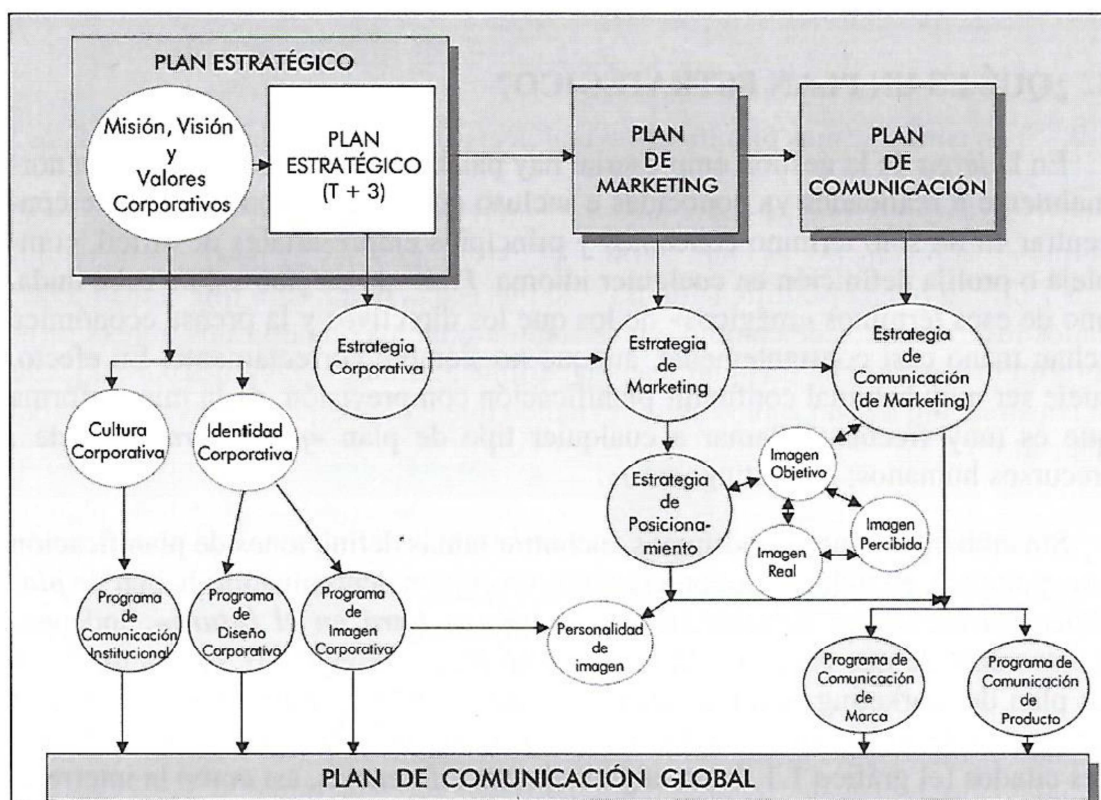 PLAN ESTRATÉGICO
Misión, Visión
y
Valores
Corporativos
PLAN
ESTRATÉGICO
(T + 3)
PLAN
DE
MARKETING
PLAN
DE
COMUNICACIÓN
Estrategia
Corporativa
Estrategia
de
Marketing
Estrategia
de
Comunicación
(de Marketing)
Cultura
Corporativa
Identidad
Corporativa
Imagen
Objetivo
Estrategia
de
Posiciona-
miento
Imagen
Real
Imagen
Percibida
Programa
de
Comunicación
Institucional
Programa
de
Diseño
Corporativo
Programa
de
Imagen
Corporativa
Personalidad
de
imagen
Programa de
Comunicación
de
Marca
Programa de
Comunicación
de
Producto
PLAN DE COMUNICACIÓN GLOBAL